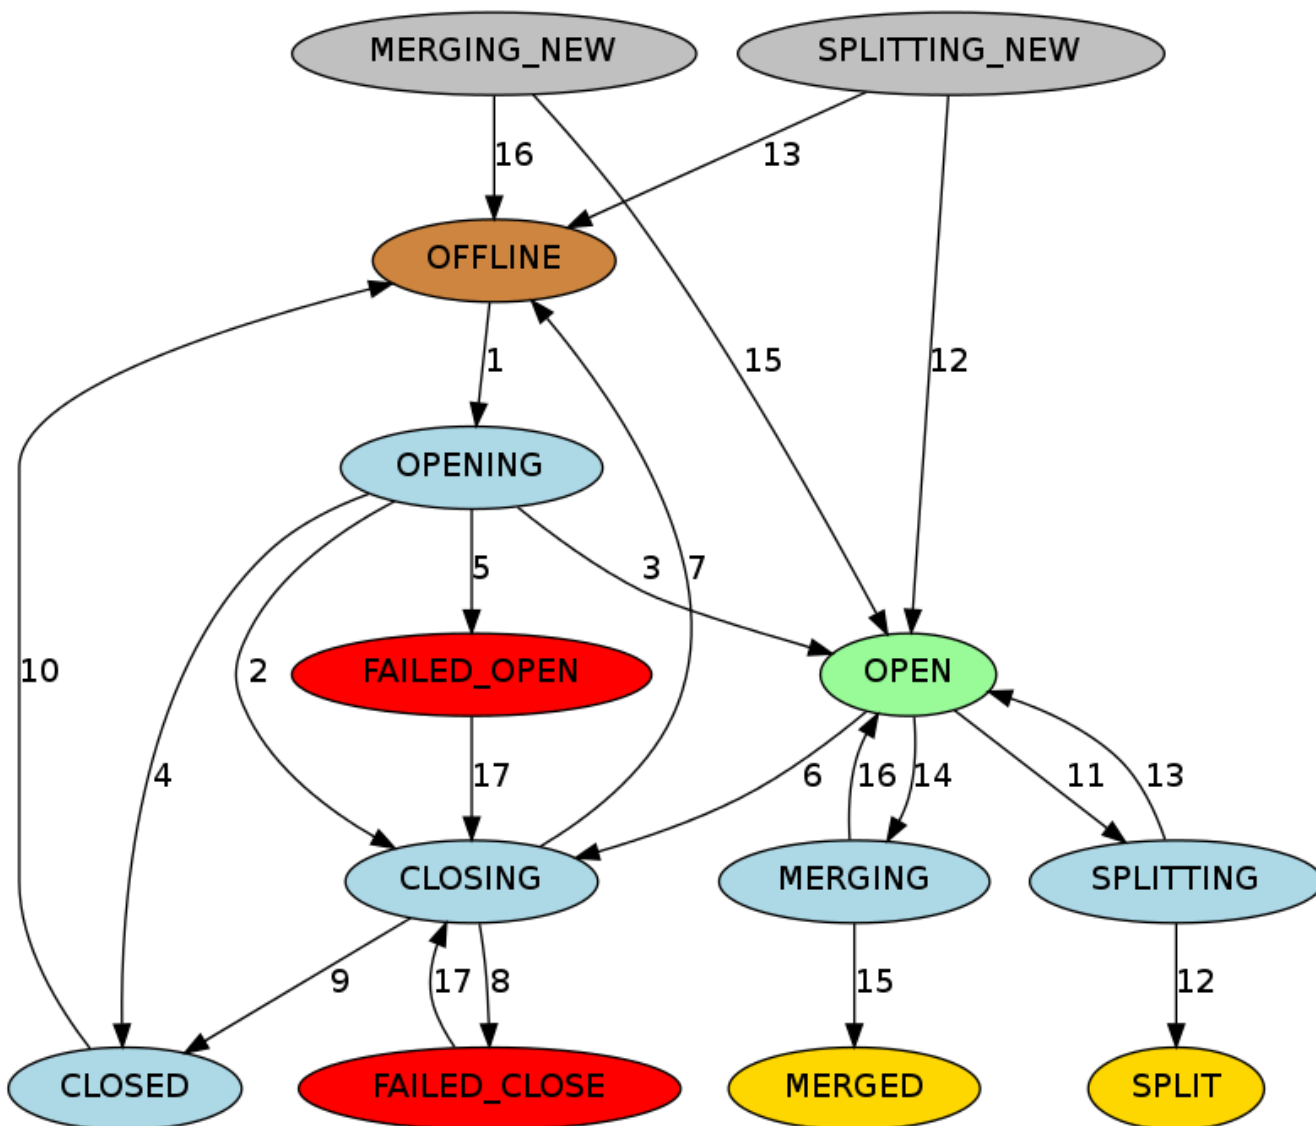 MERGING_NEW
SPLITTING_NEW
16
13
OFFLINE
1
15
12
OPENING
5
3
7
10
2
FAILED_OPEN
OPEN
4
17
6
16
14
11
13
CLOSING
MERGING
SPLITTING
9
17
8
15
12
CLOSED
FAILED_CLOSE
MERGED
SPLIT